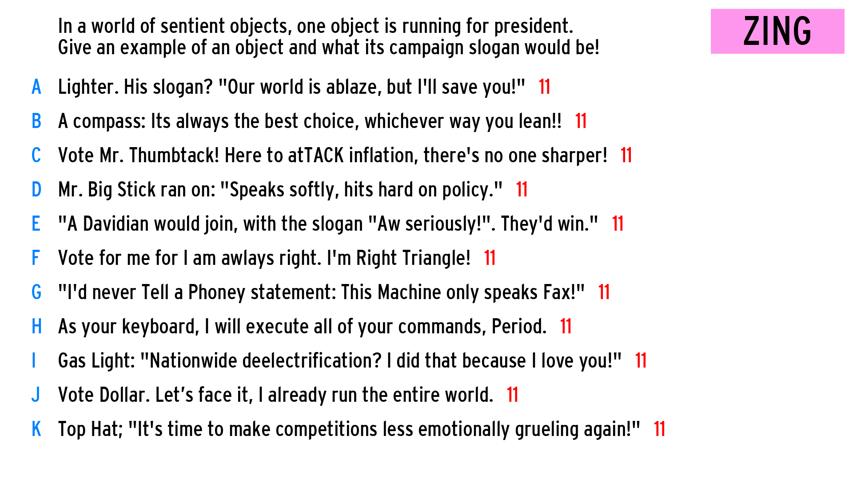 In a world of sentient objects, one object is running for president.
Give an example of an object and what its campaign slogan would be!
ZING
A Lighter. His slogan? "Our world is ablaze, but I'll save you!" 11
B A compass: Its always the best choice, whichever way you lean!! 11
C Vote Mr. Thumbtack! Here to atTACK inflation, there's no one sharper! 11
D Mr. Big Stick ran on: "Speaks softly, hits hard on policy." 11
E "A Davidian would join, with the slogan "Aw seriously!". They'd win." 11
F Vote for me for I am awlays right. I'm Right Triangle! 11
G "I'd never Tell a Phoney statement: This Machine only speaks Fax!" 11
H As your keyboard, I will execute all of your commands, Period. 11
I Gas Light: "Nationwide deelectrification? I did that because I love you!" 11
J Vote Dollar. Let’s face it, I already run the entire world. 11
K Top Hat; "It's time to make competitions less emotionally grueling again!" 11